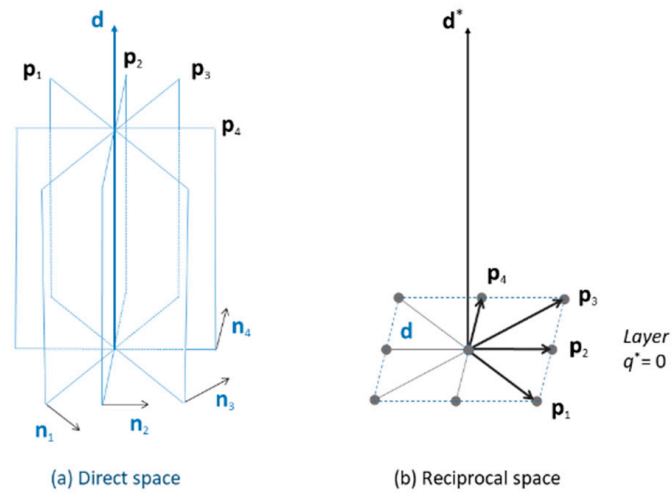 d
p1
p2
p3
p4
n4
n3
n2
n1
(a) Direct space
d*
p4
p3
d
p2
Layer
q* = 0
p1
(b) Reciprocal space